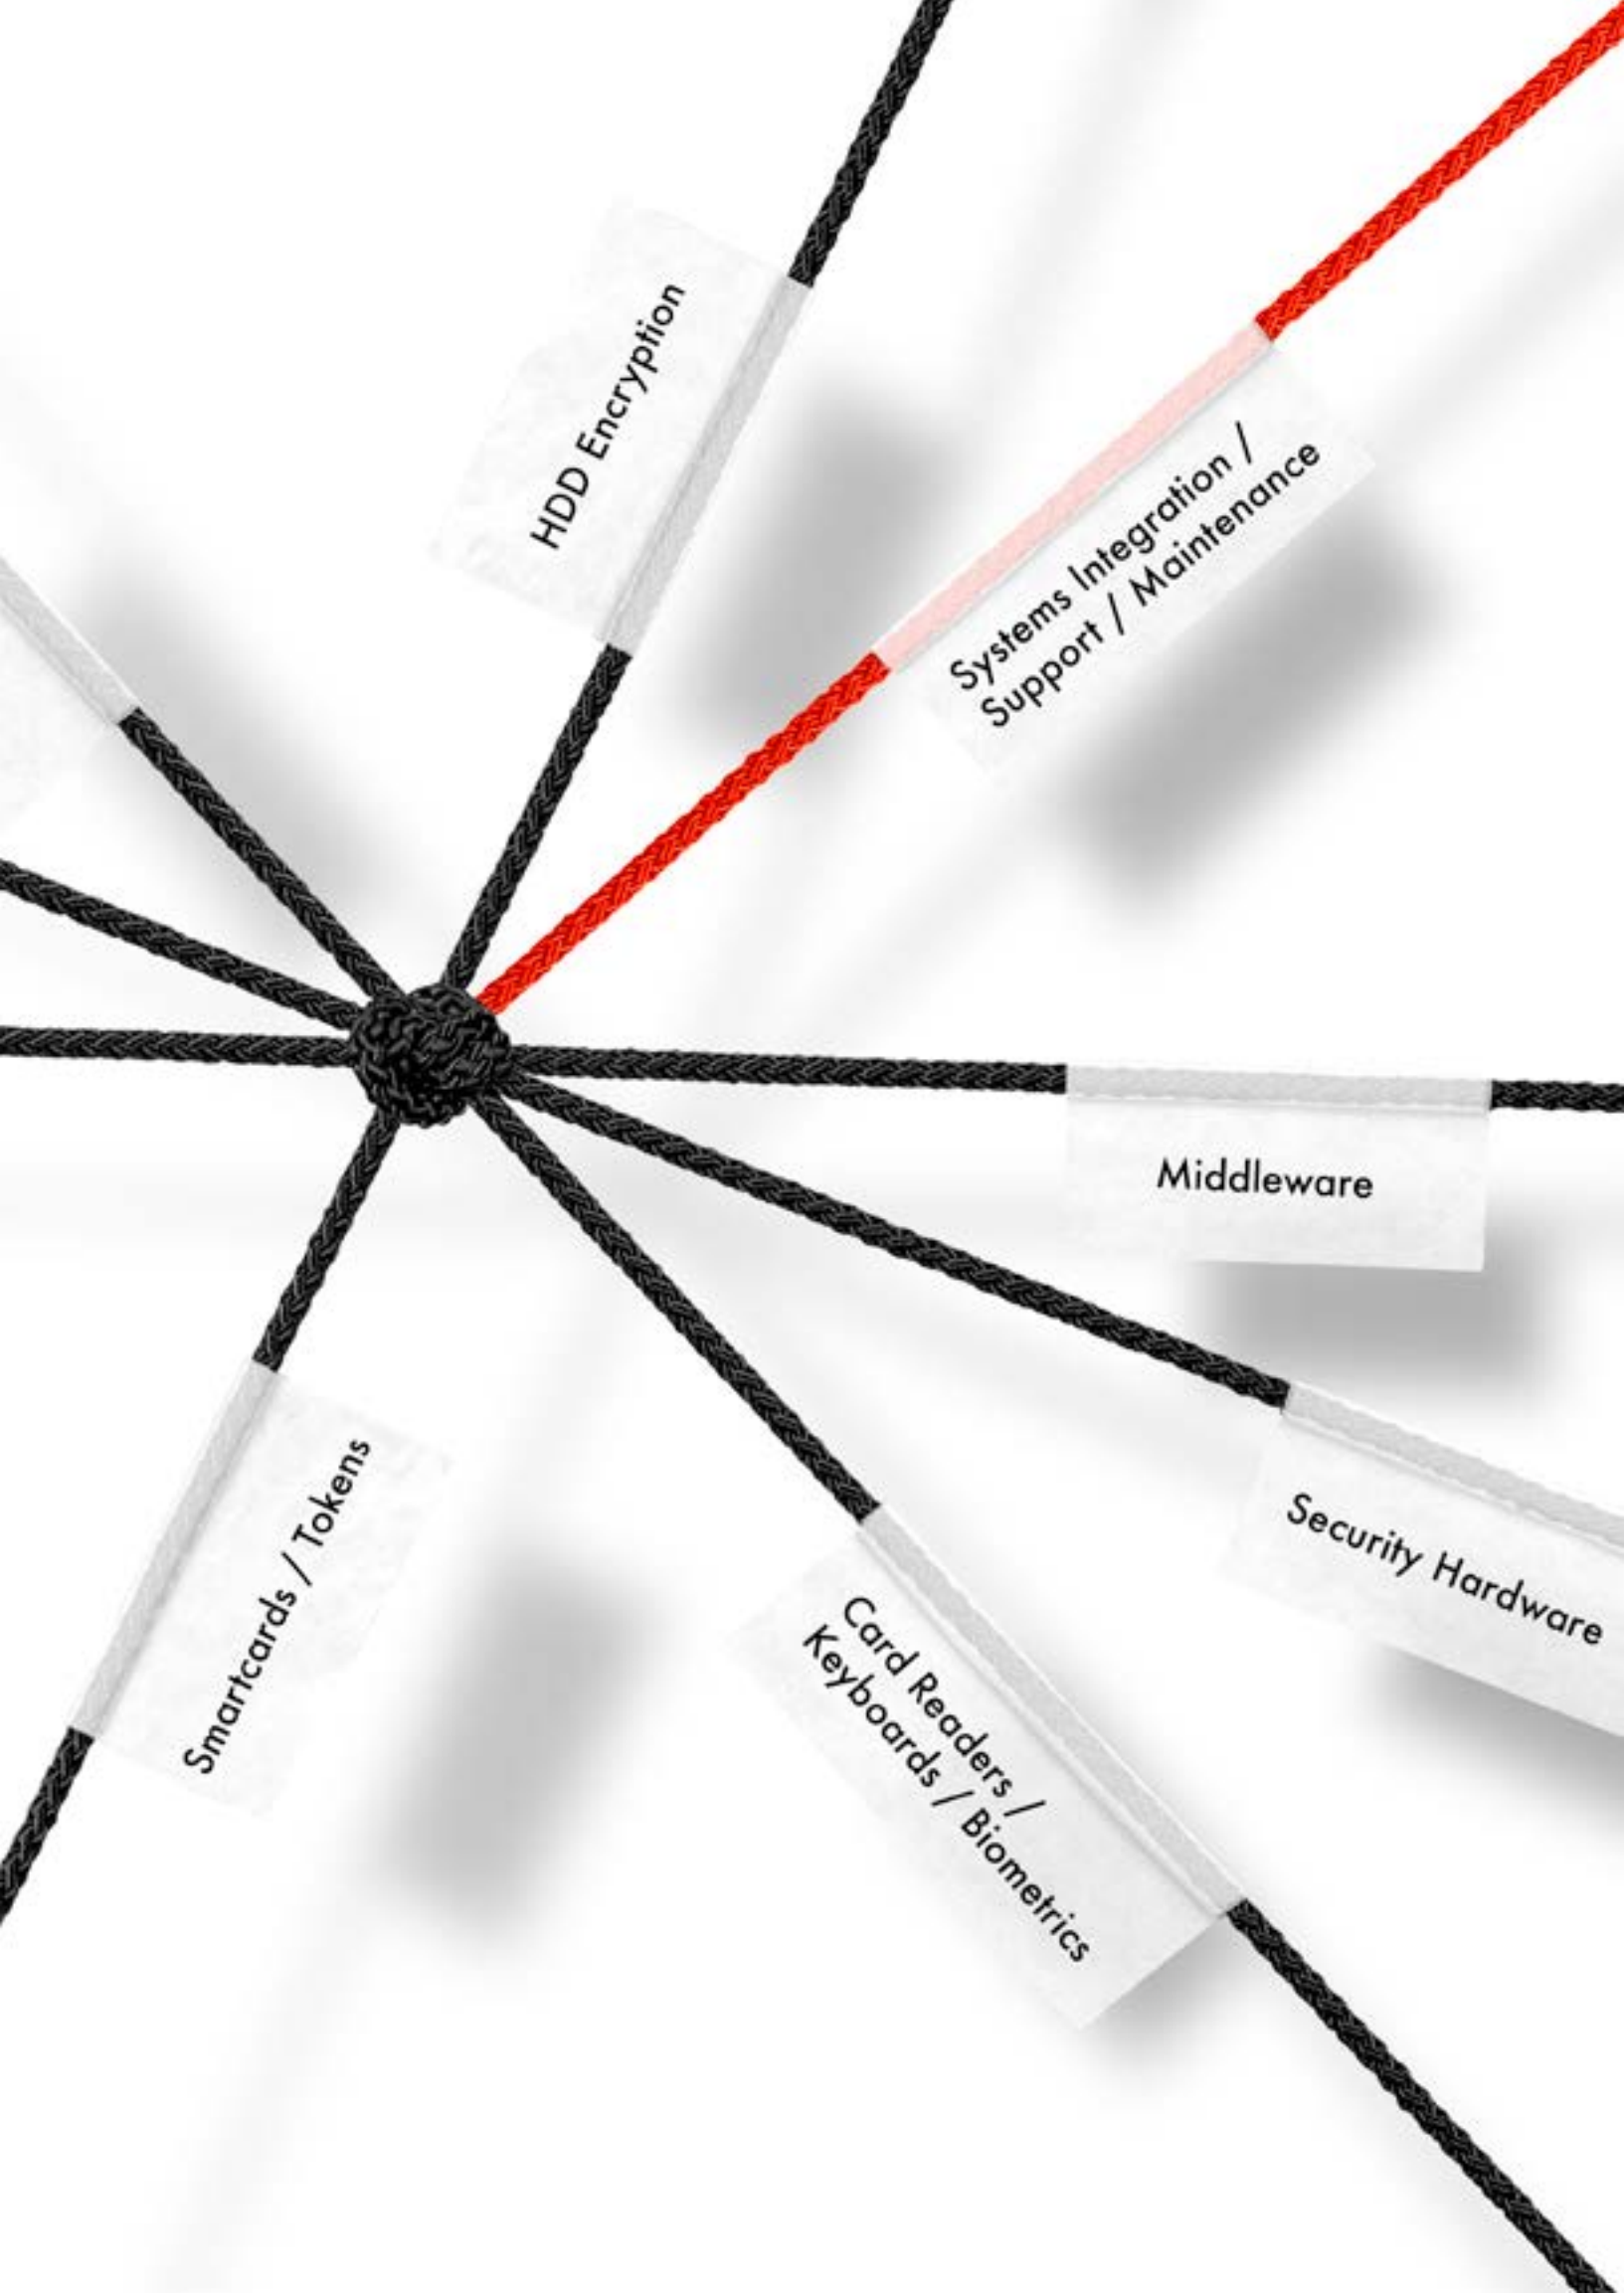 HDD Encryption
Systems Integration /
Support / Maintenance
Middleware
Security Hardware
Smartcards / Tokens
Card Readers /
Keyboards / Biometrics